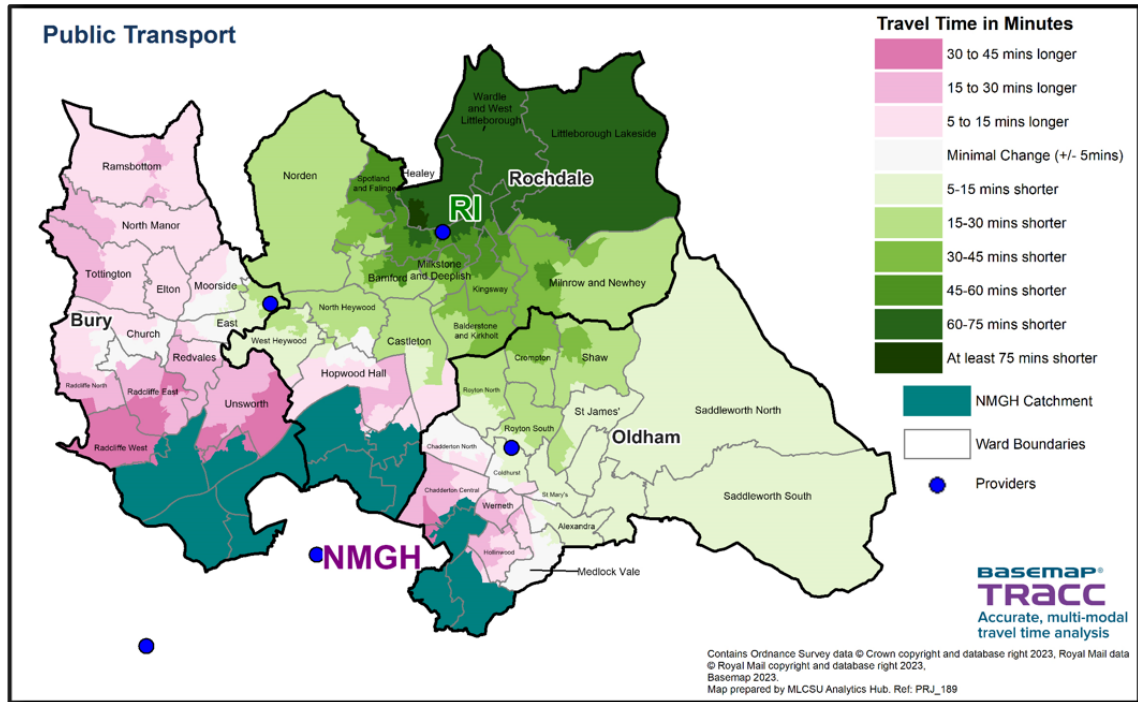 Public Transport
Travel Time in Minutes
30 to 45 mins longer
15 to 30 mins longer
5 to 15 mins longer
Minimal Change (+/- 5mins)
5-15 mins shorter
15-30 mins shorter
30-45 mins shorter
45-60 mins shorter
60-75 mins shorter
At least 75 mins shorter
NMGH Catchment
Ward Boundaries
Providers
Wardle
and West
Littleborough
Littleborough Lakeside
Ramsbottom
Norden
Spotland
and Falinge
Healey
Rochdale
RI
North Manor
Tottington
Elton
Moorside
Bamford
Milkstone
and Deeplish
Kingsway
Milnrow and Newhey
North Heywood
East
Bury
Church
West Heywood
Castleton
Balderstone
and Kirkholt
Redvales
Hopwood Hall
Crompton
Shaw
Radcliffe North
Radcliffe East
Unsworth
Royton North
St James'
Saddleworth North
Radcliffe West
Royton South
Oldham
Chadderton North
Coldhurst
Chadderton Central
St Mary's
Saddleworth South
Werneth
Alexandra
Hollinwood
NMGH
Medlock Vale
BASEMAP®
TRACC
Accurate, multi-modal
travel time analysis
Contains Ordnance Survey data © Crown copyright and database right 2023, Royal Mail data
© Royal Mail copyright and database right 2023,
Basemap 2023.
Map prepared by MLCSU Analytics Hub. Ref: PRJ_189